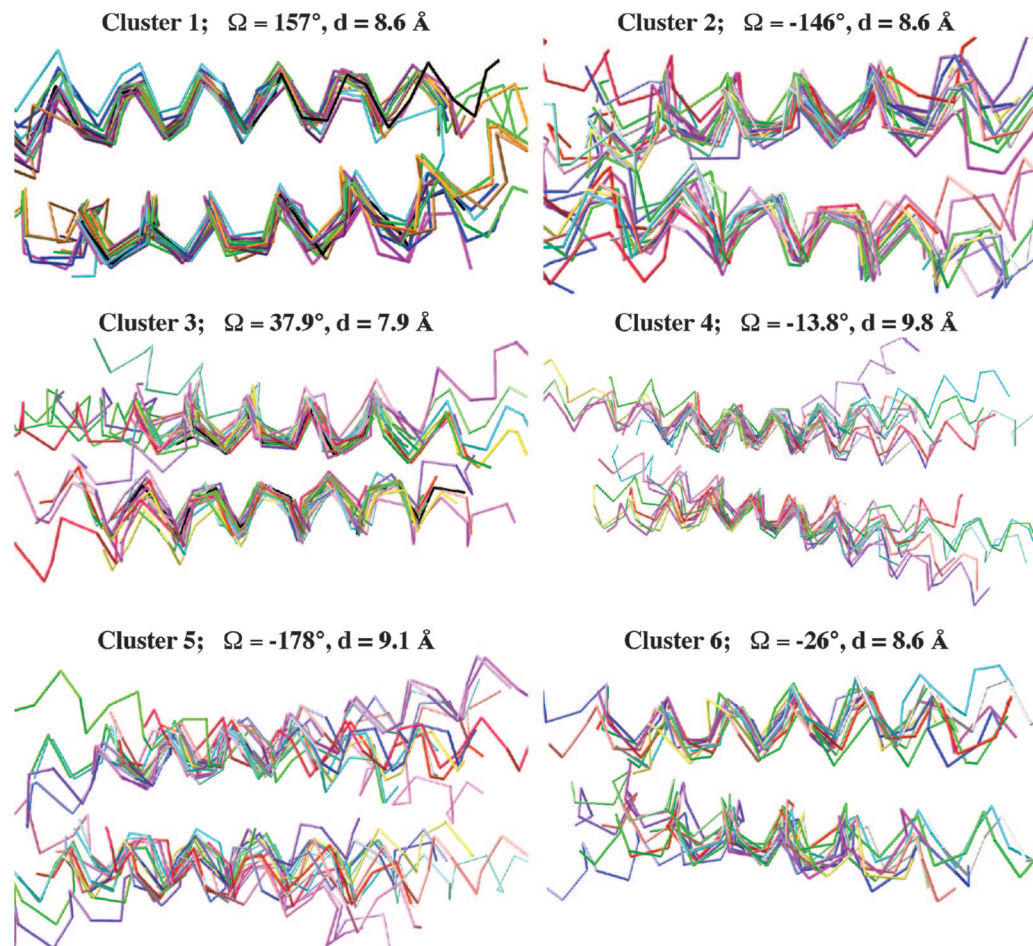 Cluster 1; Ω = 157°, d = 8.6 Å
Cluster 2; Ω = -146°, d = 8.6 Å
Cluster 3; Ω = 37.9°, d = 7.9 Å
Cluster 4; Ω = -13.8°, d = 9.8 Å
Cluster 5; Ω = -178°, d = 9.1 Å
Cluster 6; Ω = -26°, d = 8.6 Å